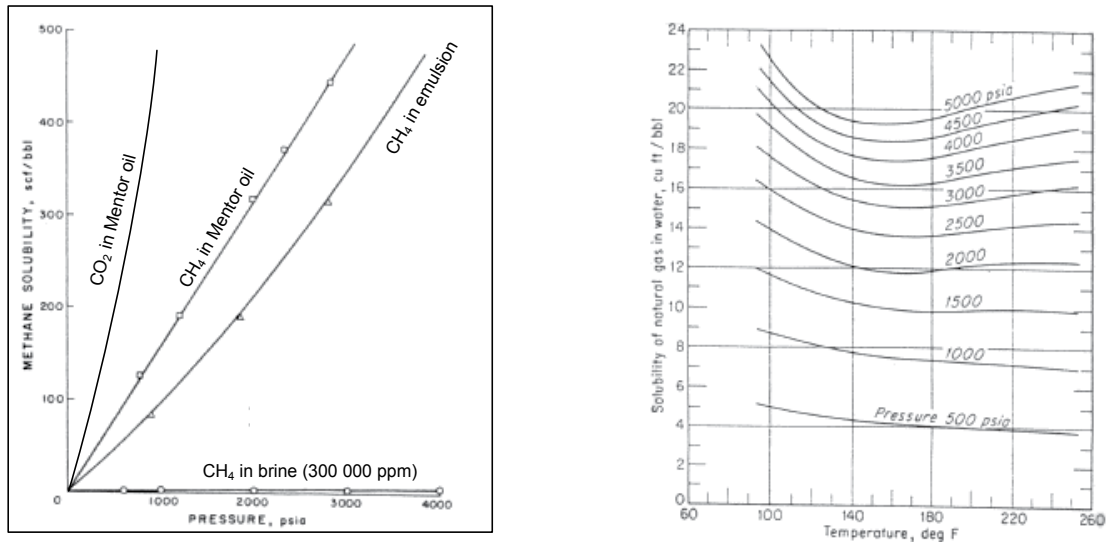 500
400
300
200
100
0
METHANE SOLUBILITY, scf/bbl
CO2 in Mentor oil
CH4 in Mentor oil
CH4 in emulsion
CH4 in brine (300 000 ppm)
1000 2000 3000 4000
PRESSURE, psia
24
22
20
18
16
14
12
10
8
6
4
2
0
Solubility of natural gas in water, cu ft/bbl
5000 psia
4500
4000
3500
3000
2500
2000
1500
1000
Pressure 500 psia
60 100 140 180 220 260
Temperature, deg F